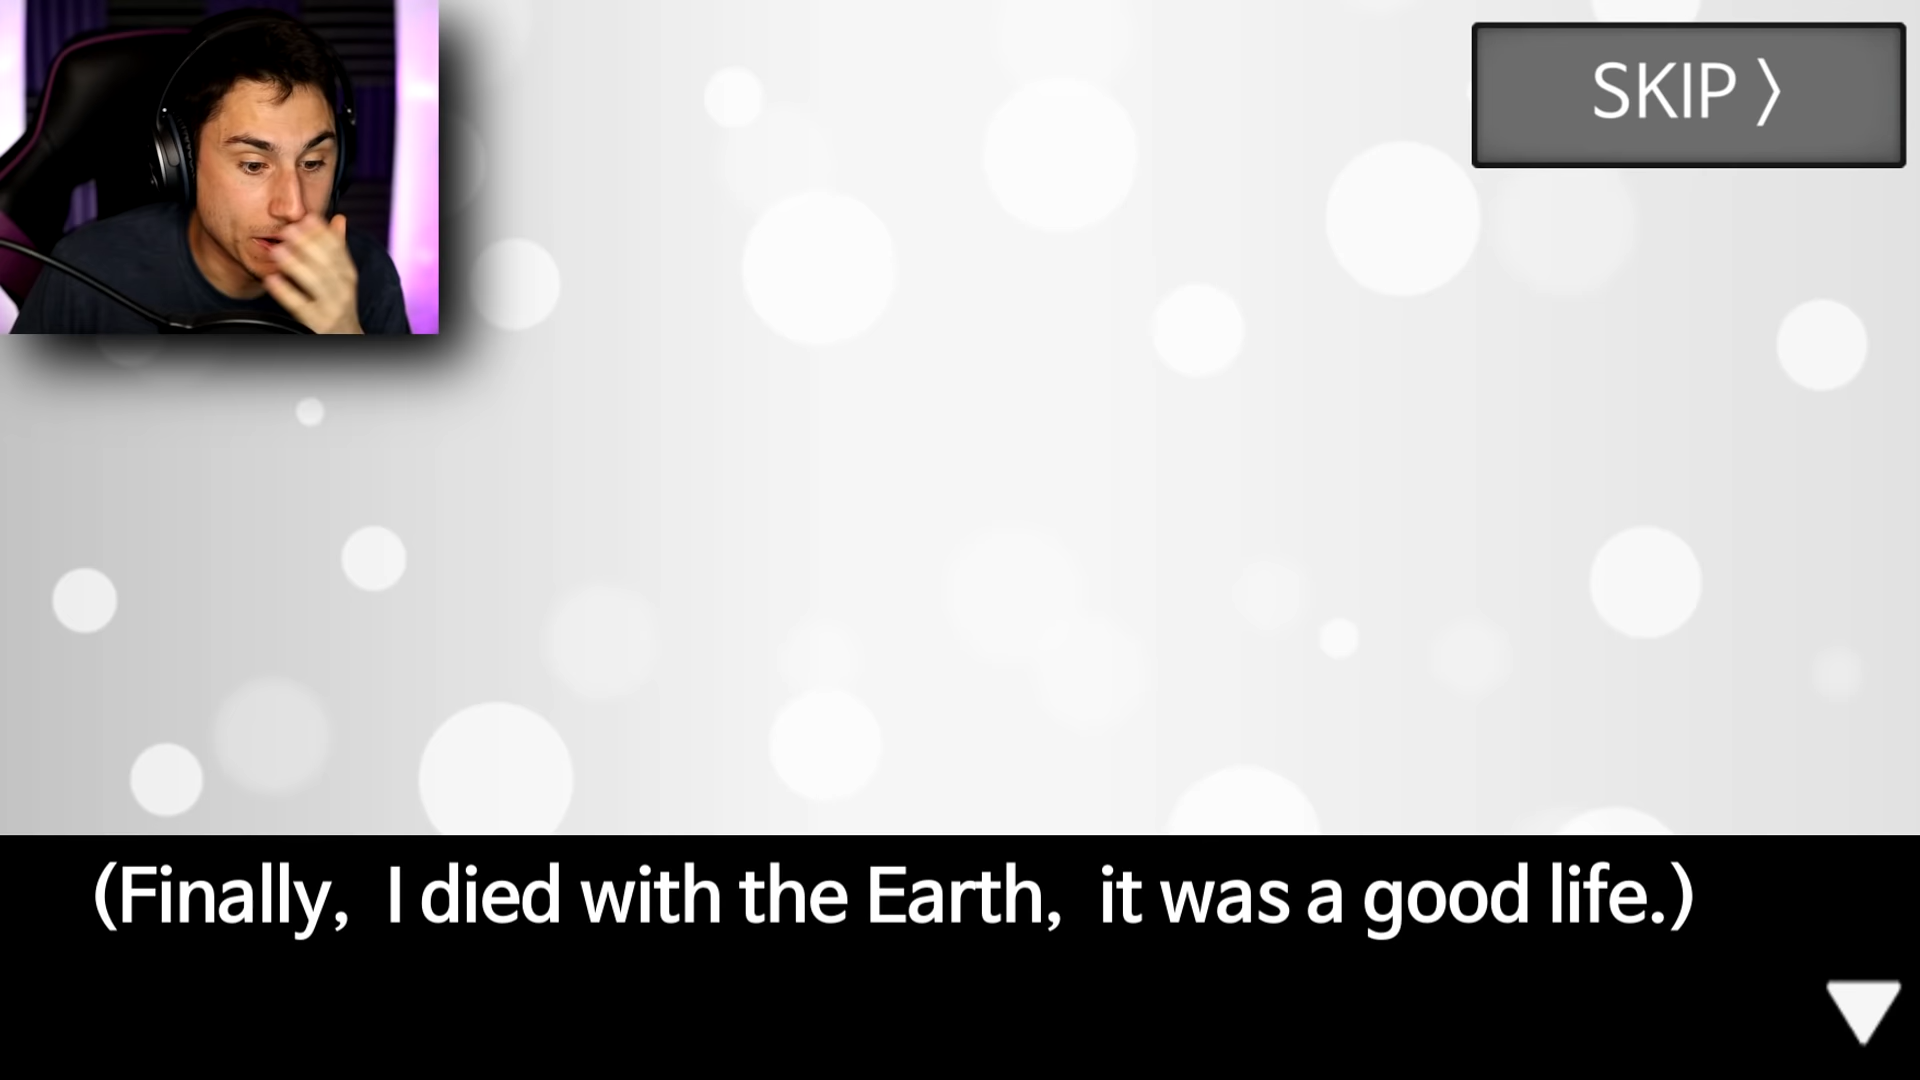 SKIP 〉
(Finally, I died with the Earth, it was a good life.)